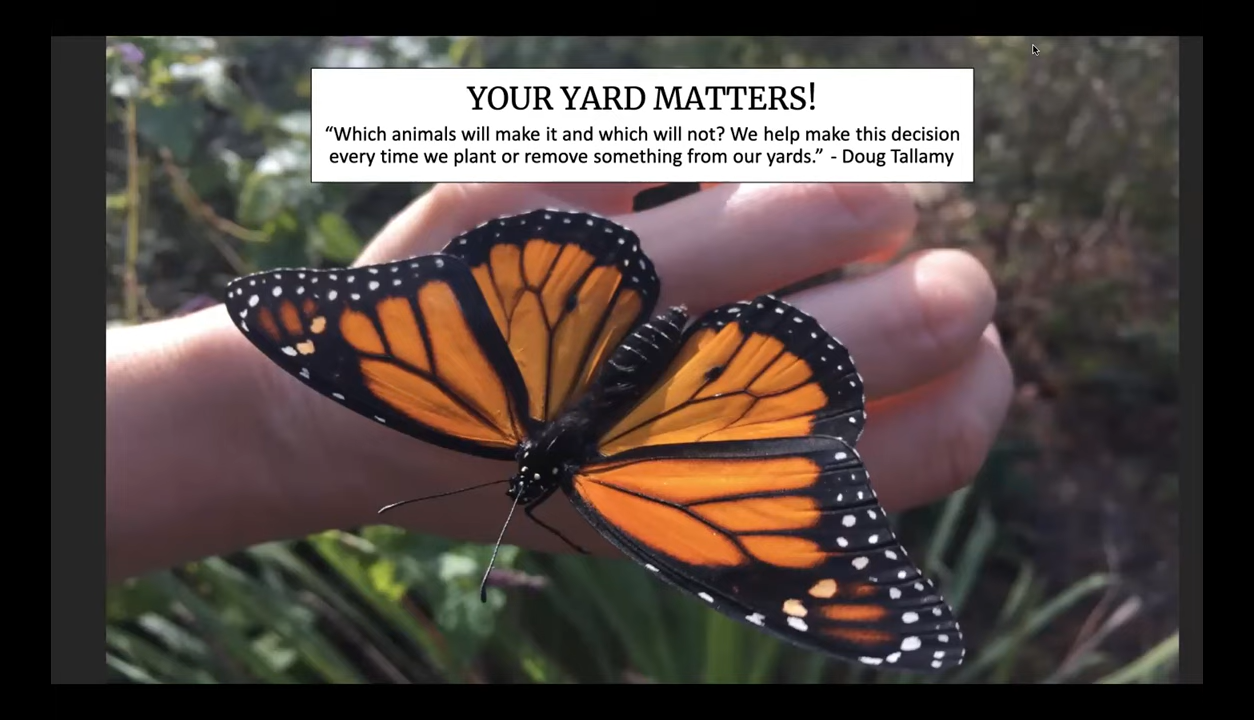 YOUR YARD MATTERS!
“Which animals will make it and which will not? We help make this decision
every time we plant or remove something from our yards.” - Doug Tallamy